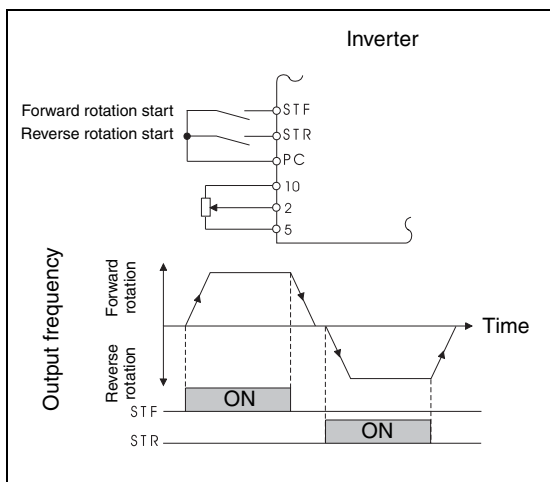 Inverter
Forward rotation start
STF
Reverse rotation start
STR
PC
10
2
5
Output frequency
Forward rotation
Reverse rotation
Time
ON
STF
ON
STR